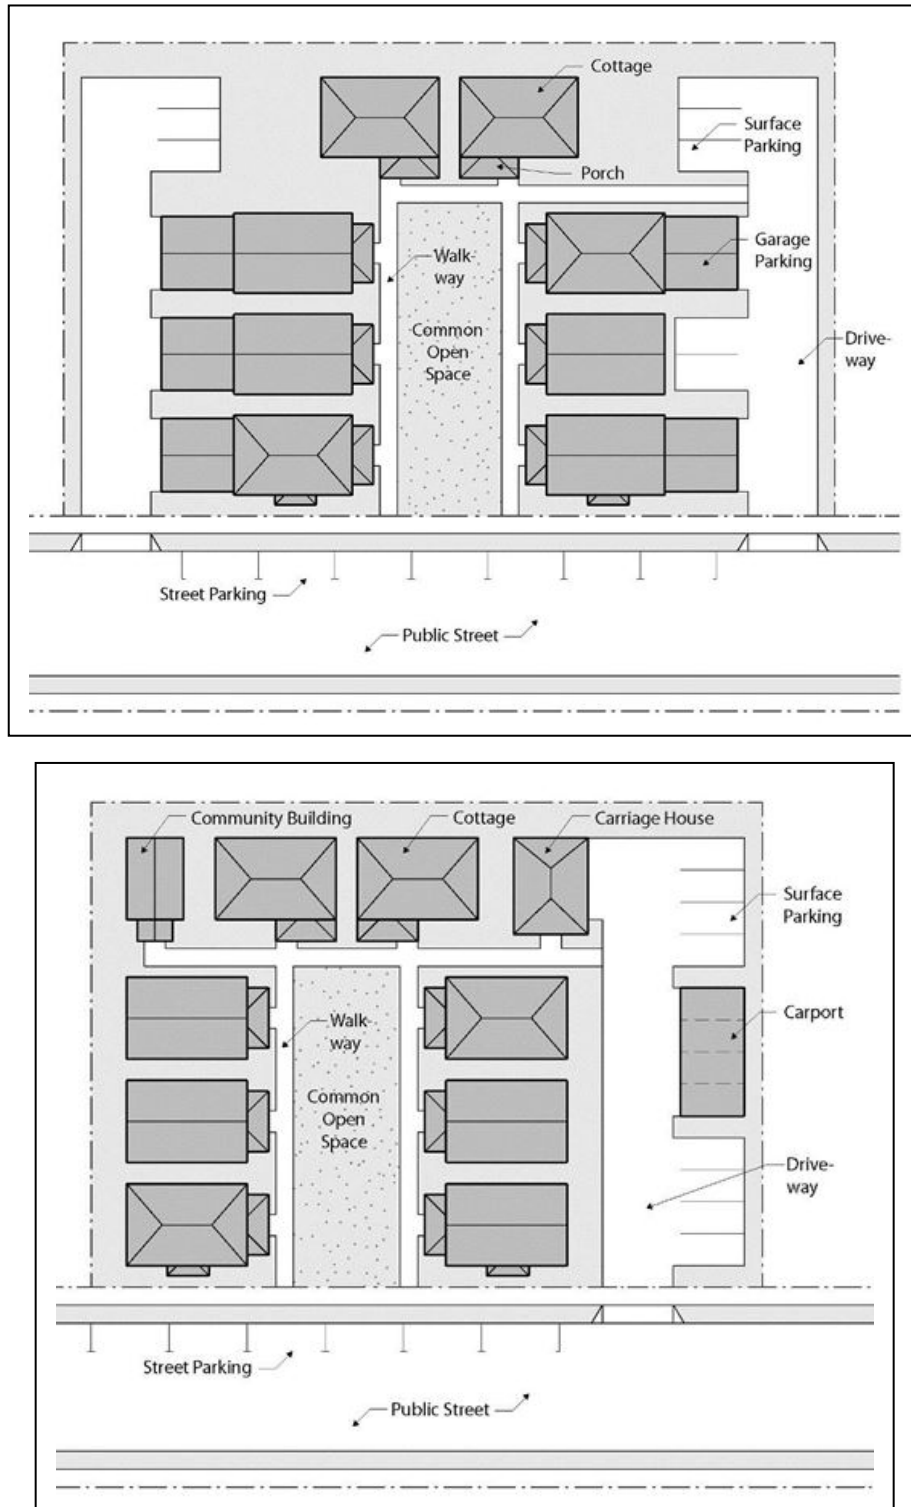 Cottage
Surface
Parking
Porch
Garage
Parking
Walk-
way
Common
Open
Space
Drive-
way
Street Parking
Public Street
Community Building
Cottage
Carriage House
Surface
Parking
Carport
Walk-
way
Common
Open
Space
Drive-
way
Street Parking
Public Street